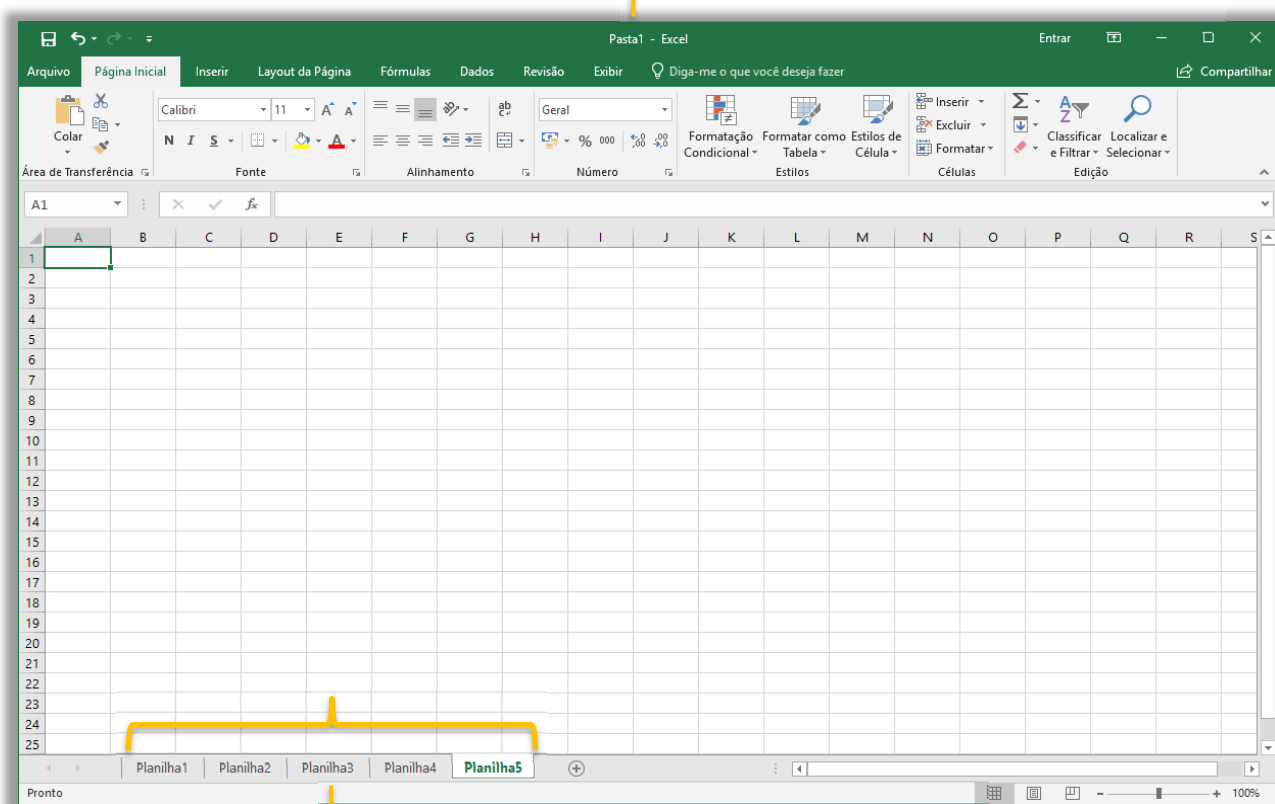 Pasta1 - Excel Entrar
Arquivo Página Inicial Inserir Layout da Página Fórmulas Dados Revisão Exibir Diga-me o que você deseja fazer Compartilhar
Colar
Calibri 11 A A ab c Geral
N I S A % 000 ,00 ,0 ,00
Formatação Condicional
Formatar como Tabela
Estilos de Célula
Inserir
Excluir
Formatar
Σ
A Z
Classificar e Filtrar
Localizar e Selecionar
Área de Transferência Fonte Alinhamento Número Estilos Células Edição
A1 fx
A B C D E F G H I J K L M N O P Q R S
1
2
3
4
5
6
7
8
9
10
11
12
13
14
15
16
17
18
19
20
21
22
23
24
25
Planilha1 Planilha2 Planilha3 Planilha4 Planilha5
Pronto - + 100%